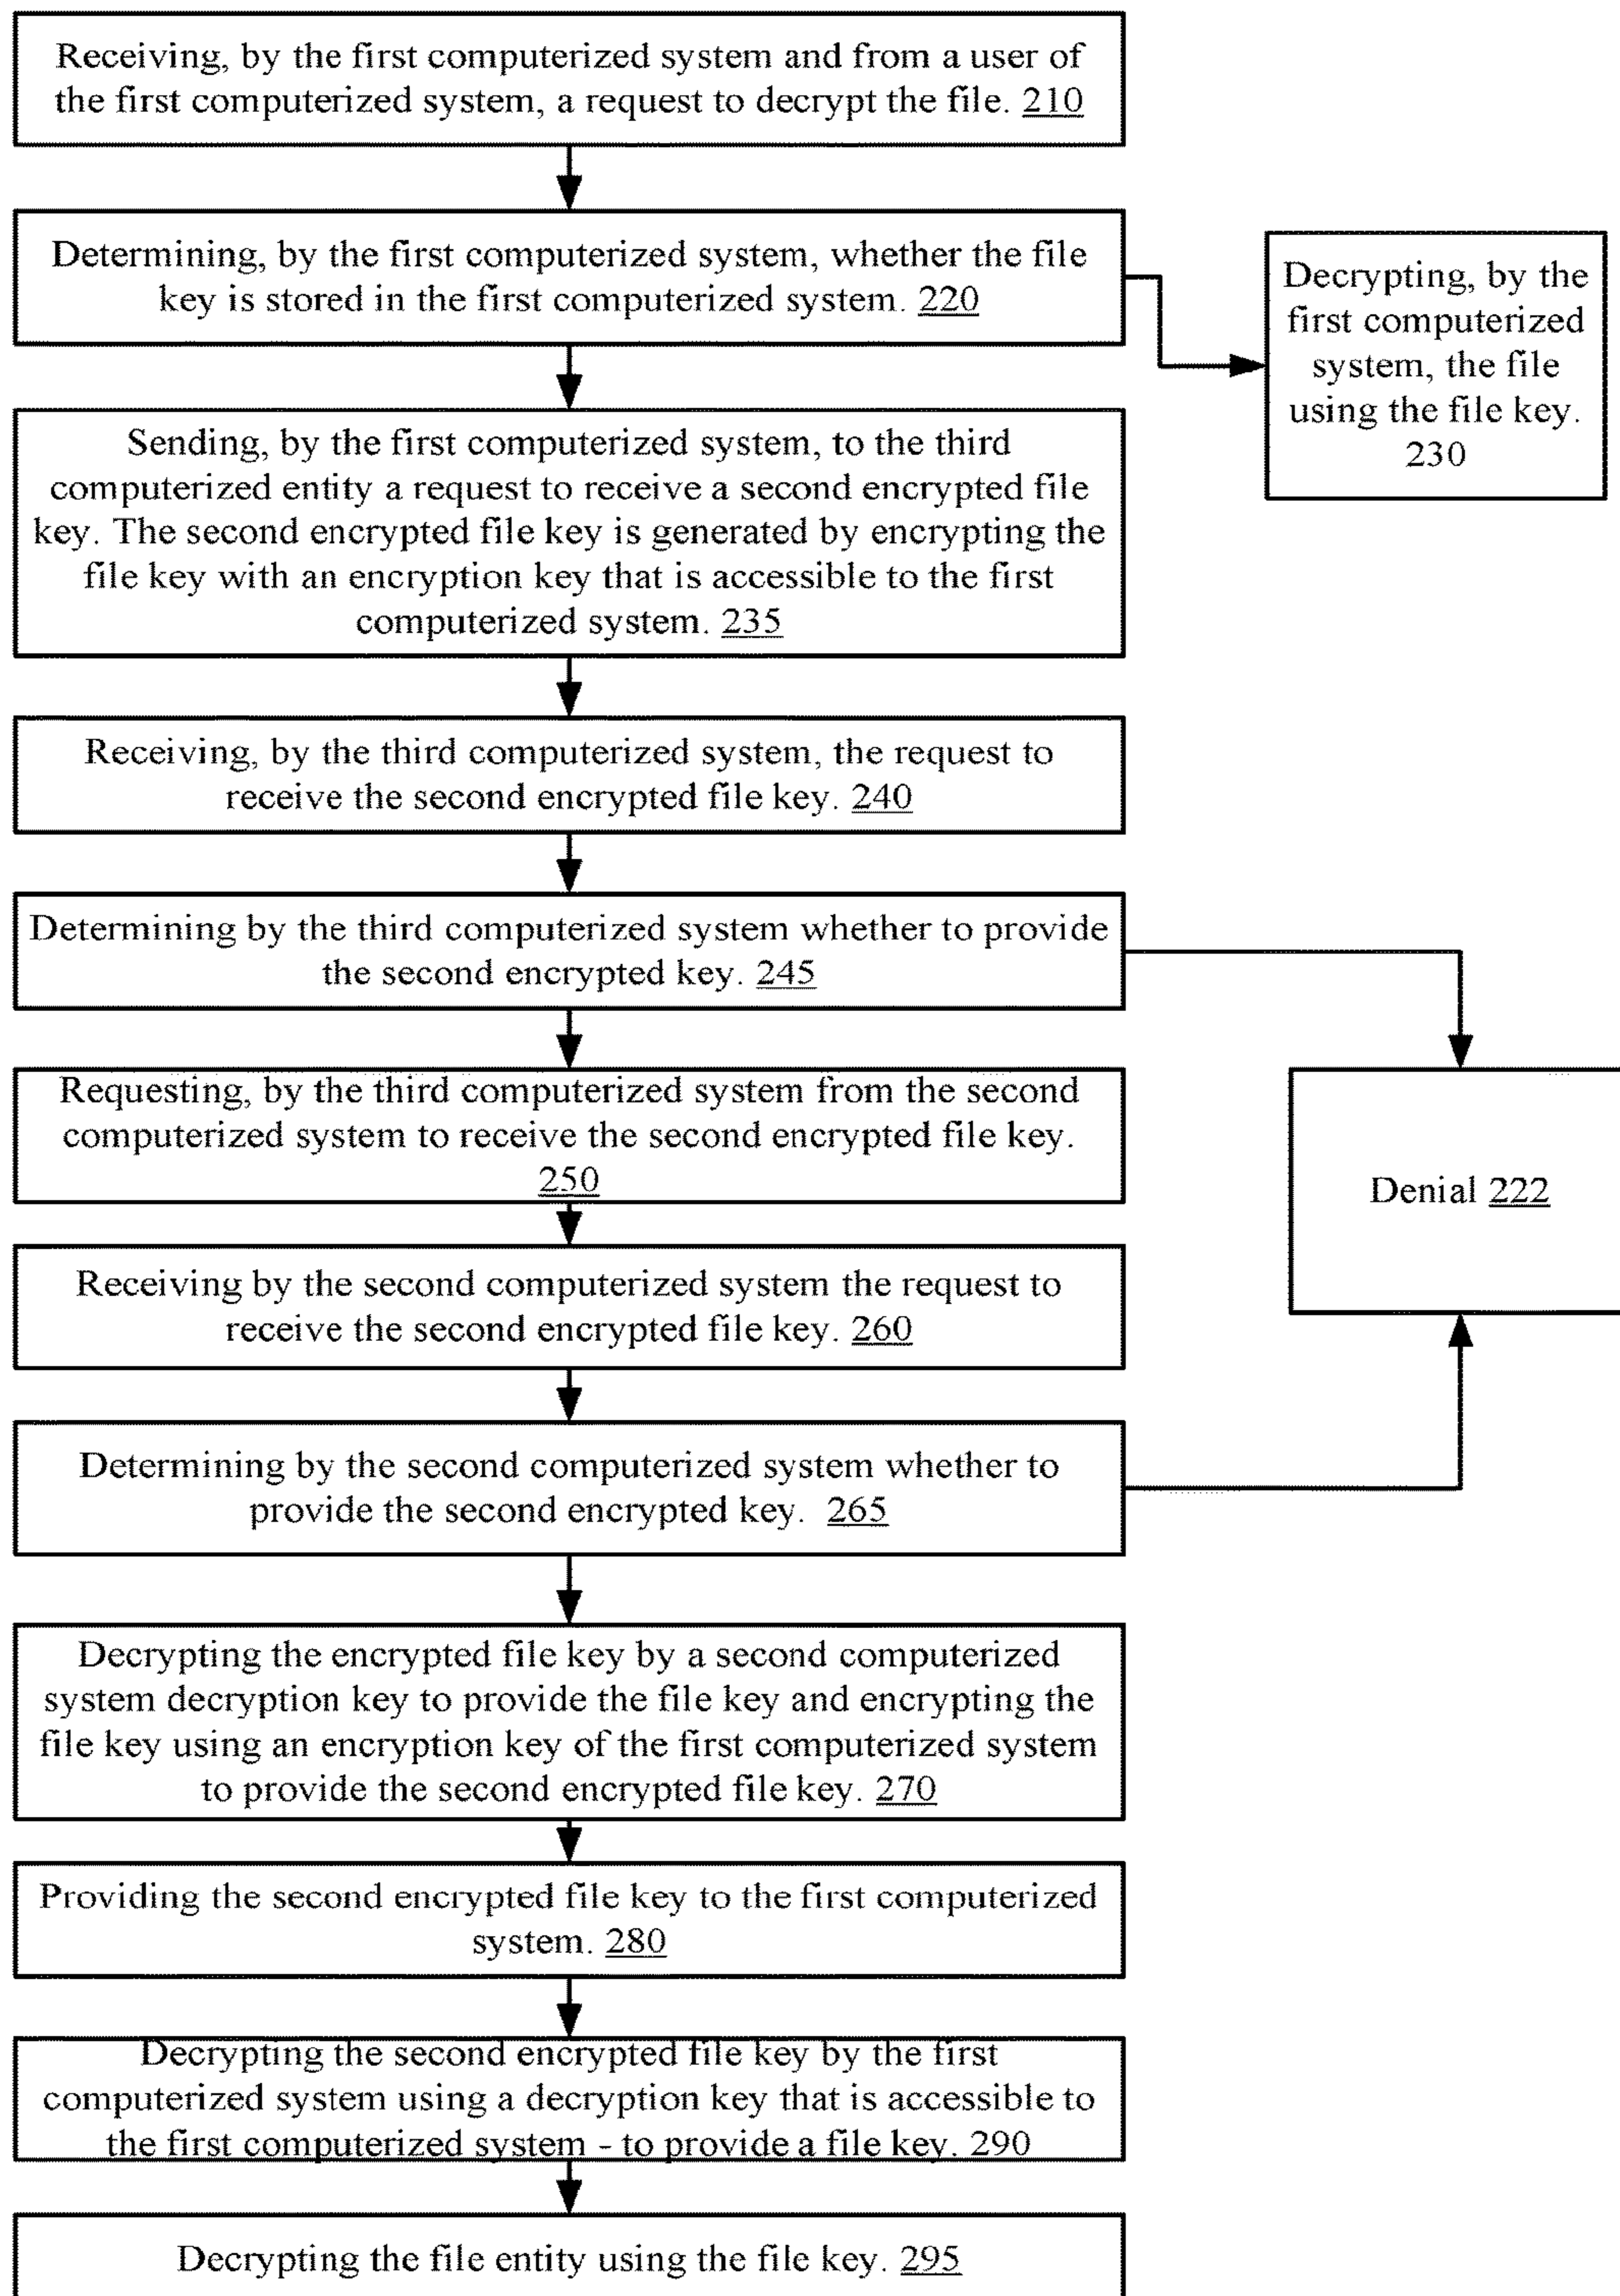 Receiving, by the first computerized system and from a user of
the first computerized system, a request to decrypt the file. 210
Determining, by the first computerized system, whether the file
key is stored in the first computerized system. 220
Decrypting, by the
first computerized
system, the file
using the file key.
230
Sending, by the first computerized system, to the third
computerized entity a request to receive a second encrypted file
key. The second encrypted file key is generated by encrypting the
file key with an encryption key that is accessible to the first
computerized system. 235
Receiving, by the third computerized system, the request to
receive the second encrypted file key. 240
Determining by the third computerized system whether to provide
the second encrypted key. 245
Requesting, by the third computerized system from the second
computerized system to receive the second encrypted file key.
250
Denial 222
Receiving by the second computerized system the request to
receive the second encrypted file key. 260
Determining by the second computerized system whether to
provide the second encrypted key. 265
Decrypting the encrypted file key by a second computerized
system decryption key to provide the file key and encrypting the
file key using an encryption key of the first computerized system
to provide the second encrypted file key. 270
Providing the second encrypted file key to the first computerized
system. 280
Decrypting the second encrypted file key by the first
computerized system using a decryption key that is accessible to
the first computerized system - to provide a file key. 290
Decrypting the file entity using the file key. 295